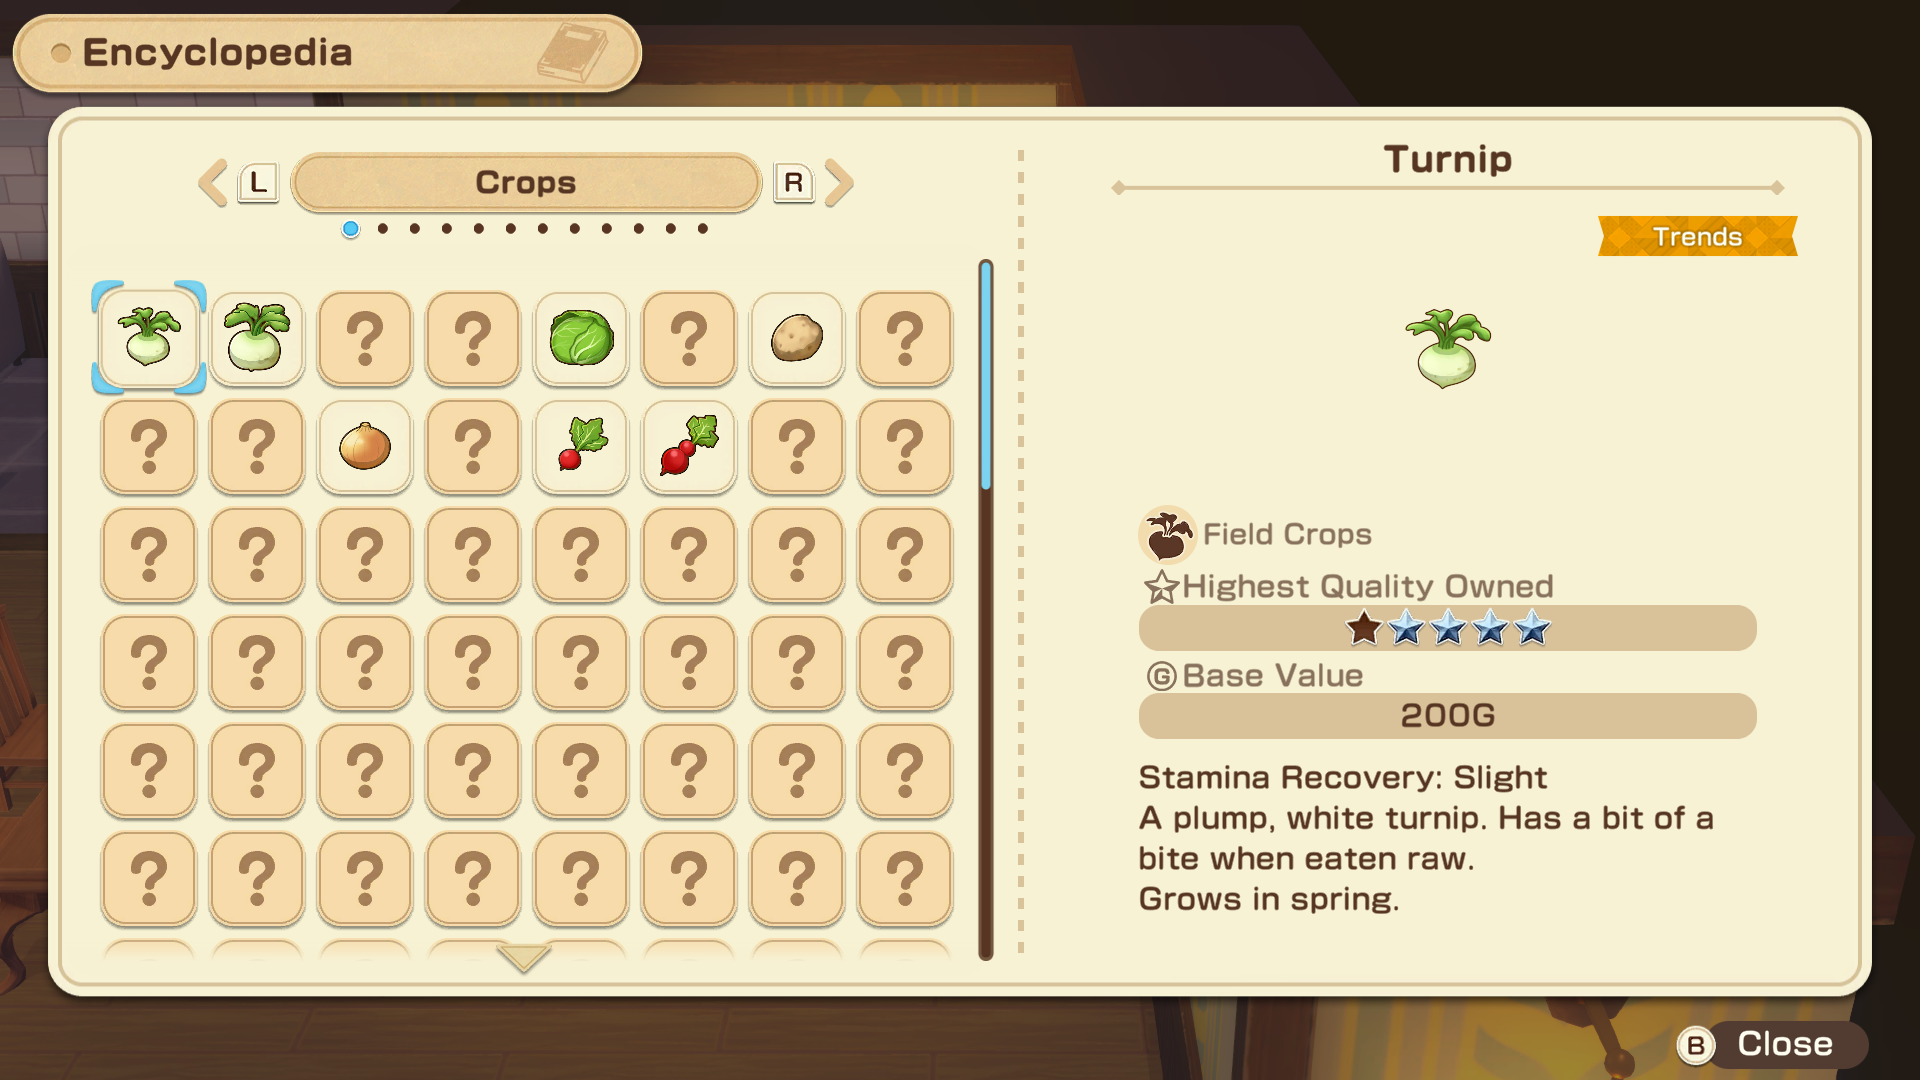 Encyclopedia
L
Crops
R
Turnip
Trends
? ? ? ?
? ? ? ? ?
? ? ? ? ? ? ? ?
? ? ? ? ? ? ? ?
? ? ? ? ? ? ? ?
? ? ? ? ? ? ? ?
Field Crops
Highest Quality Owned
G Base Value
200G
Stamina Recovery: Slight
A plump, white turnip. Has a bit of a
bite when eaten raw.
Grows in spring.
B Close